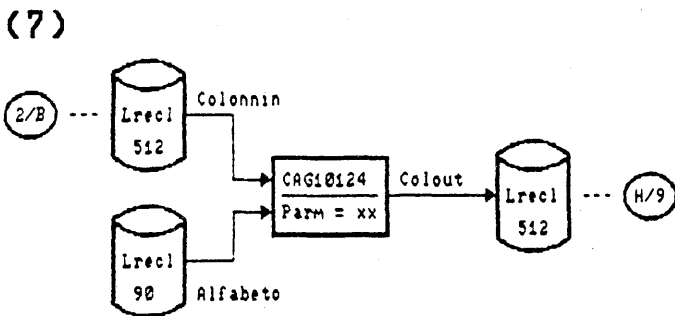 (7)
2/B
Lrecl
512
Colonnin
Lrecl
90
Alfabeto
CAG10124
Parm = xx
Colout
Lrecl
512
H/9